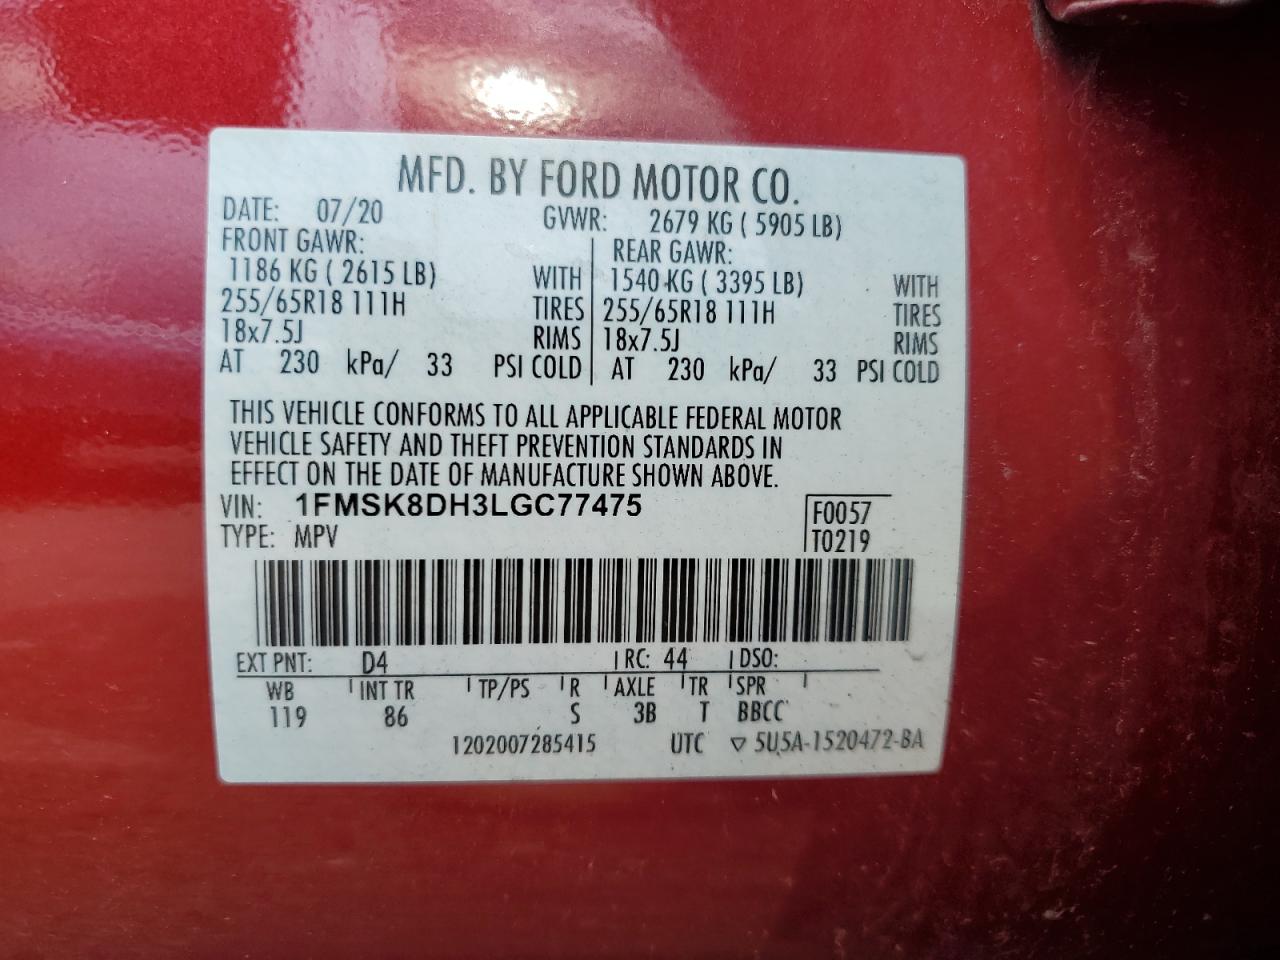 MFD. BY FORD MOTOR CO.
DATE: 07/20 GVWR: 2679 KG ( 5905 LB)
FRONT GAWR: REAR GAWR:
1186 KG ( 2615 LB) WITH 1540 KG ( 3395 LB) WITH
255/65R18 111H TIRES 255/65R18 111H TIRES
18x7.5J RIMS 18x7.5J RIMS
AT 230 kPa/ 33 PSI COLD AT 230 kPa/ 33 PSI COLD
THIS VEHICLE CONFORMS TO ALL APPLICABLE FEDERAL MOTOR
VEHICLE SAFETY AND THEFT PREVENTION STANDARDS IN
EFFECT ON THE DATE OF MANUFACTURE SHOWN ABOVE.
VIN: 1FMSK8DH3LGC77475 F0057
TYPE: MPV T0219
EXT PNT: D4 RC: 44 DSO:
WB INT TR TP/PS R AXLE TR SPR
119 86 S 3B T BBCC
1202007285415 UTC ▽ 5U5A-1520472-BA